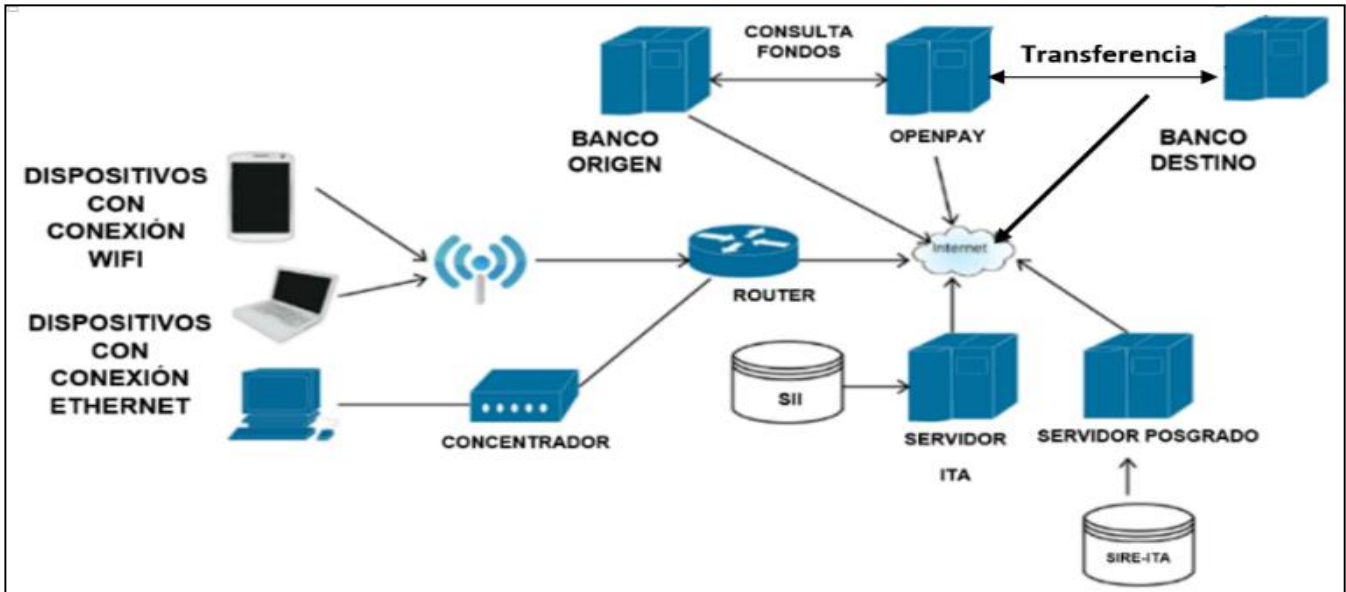 CONSULTA
FONDOS
Transferencia
BANCO
ORIGEN
OPENPAY
BANCO
DESTINO
DISPOSITIVOS
CON
CONEXIÓN
WIFI
Internet
ROUTER
DISPOSITIVOS
CON
CONEXIÓN
ETHERNET
SII
CONCENTRADOR
SERVIDOR
ITA
SERVIDOR POSGRADO
SIRE-ITA